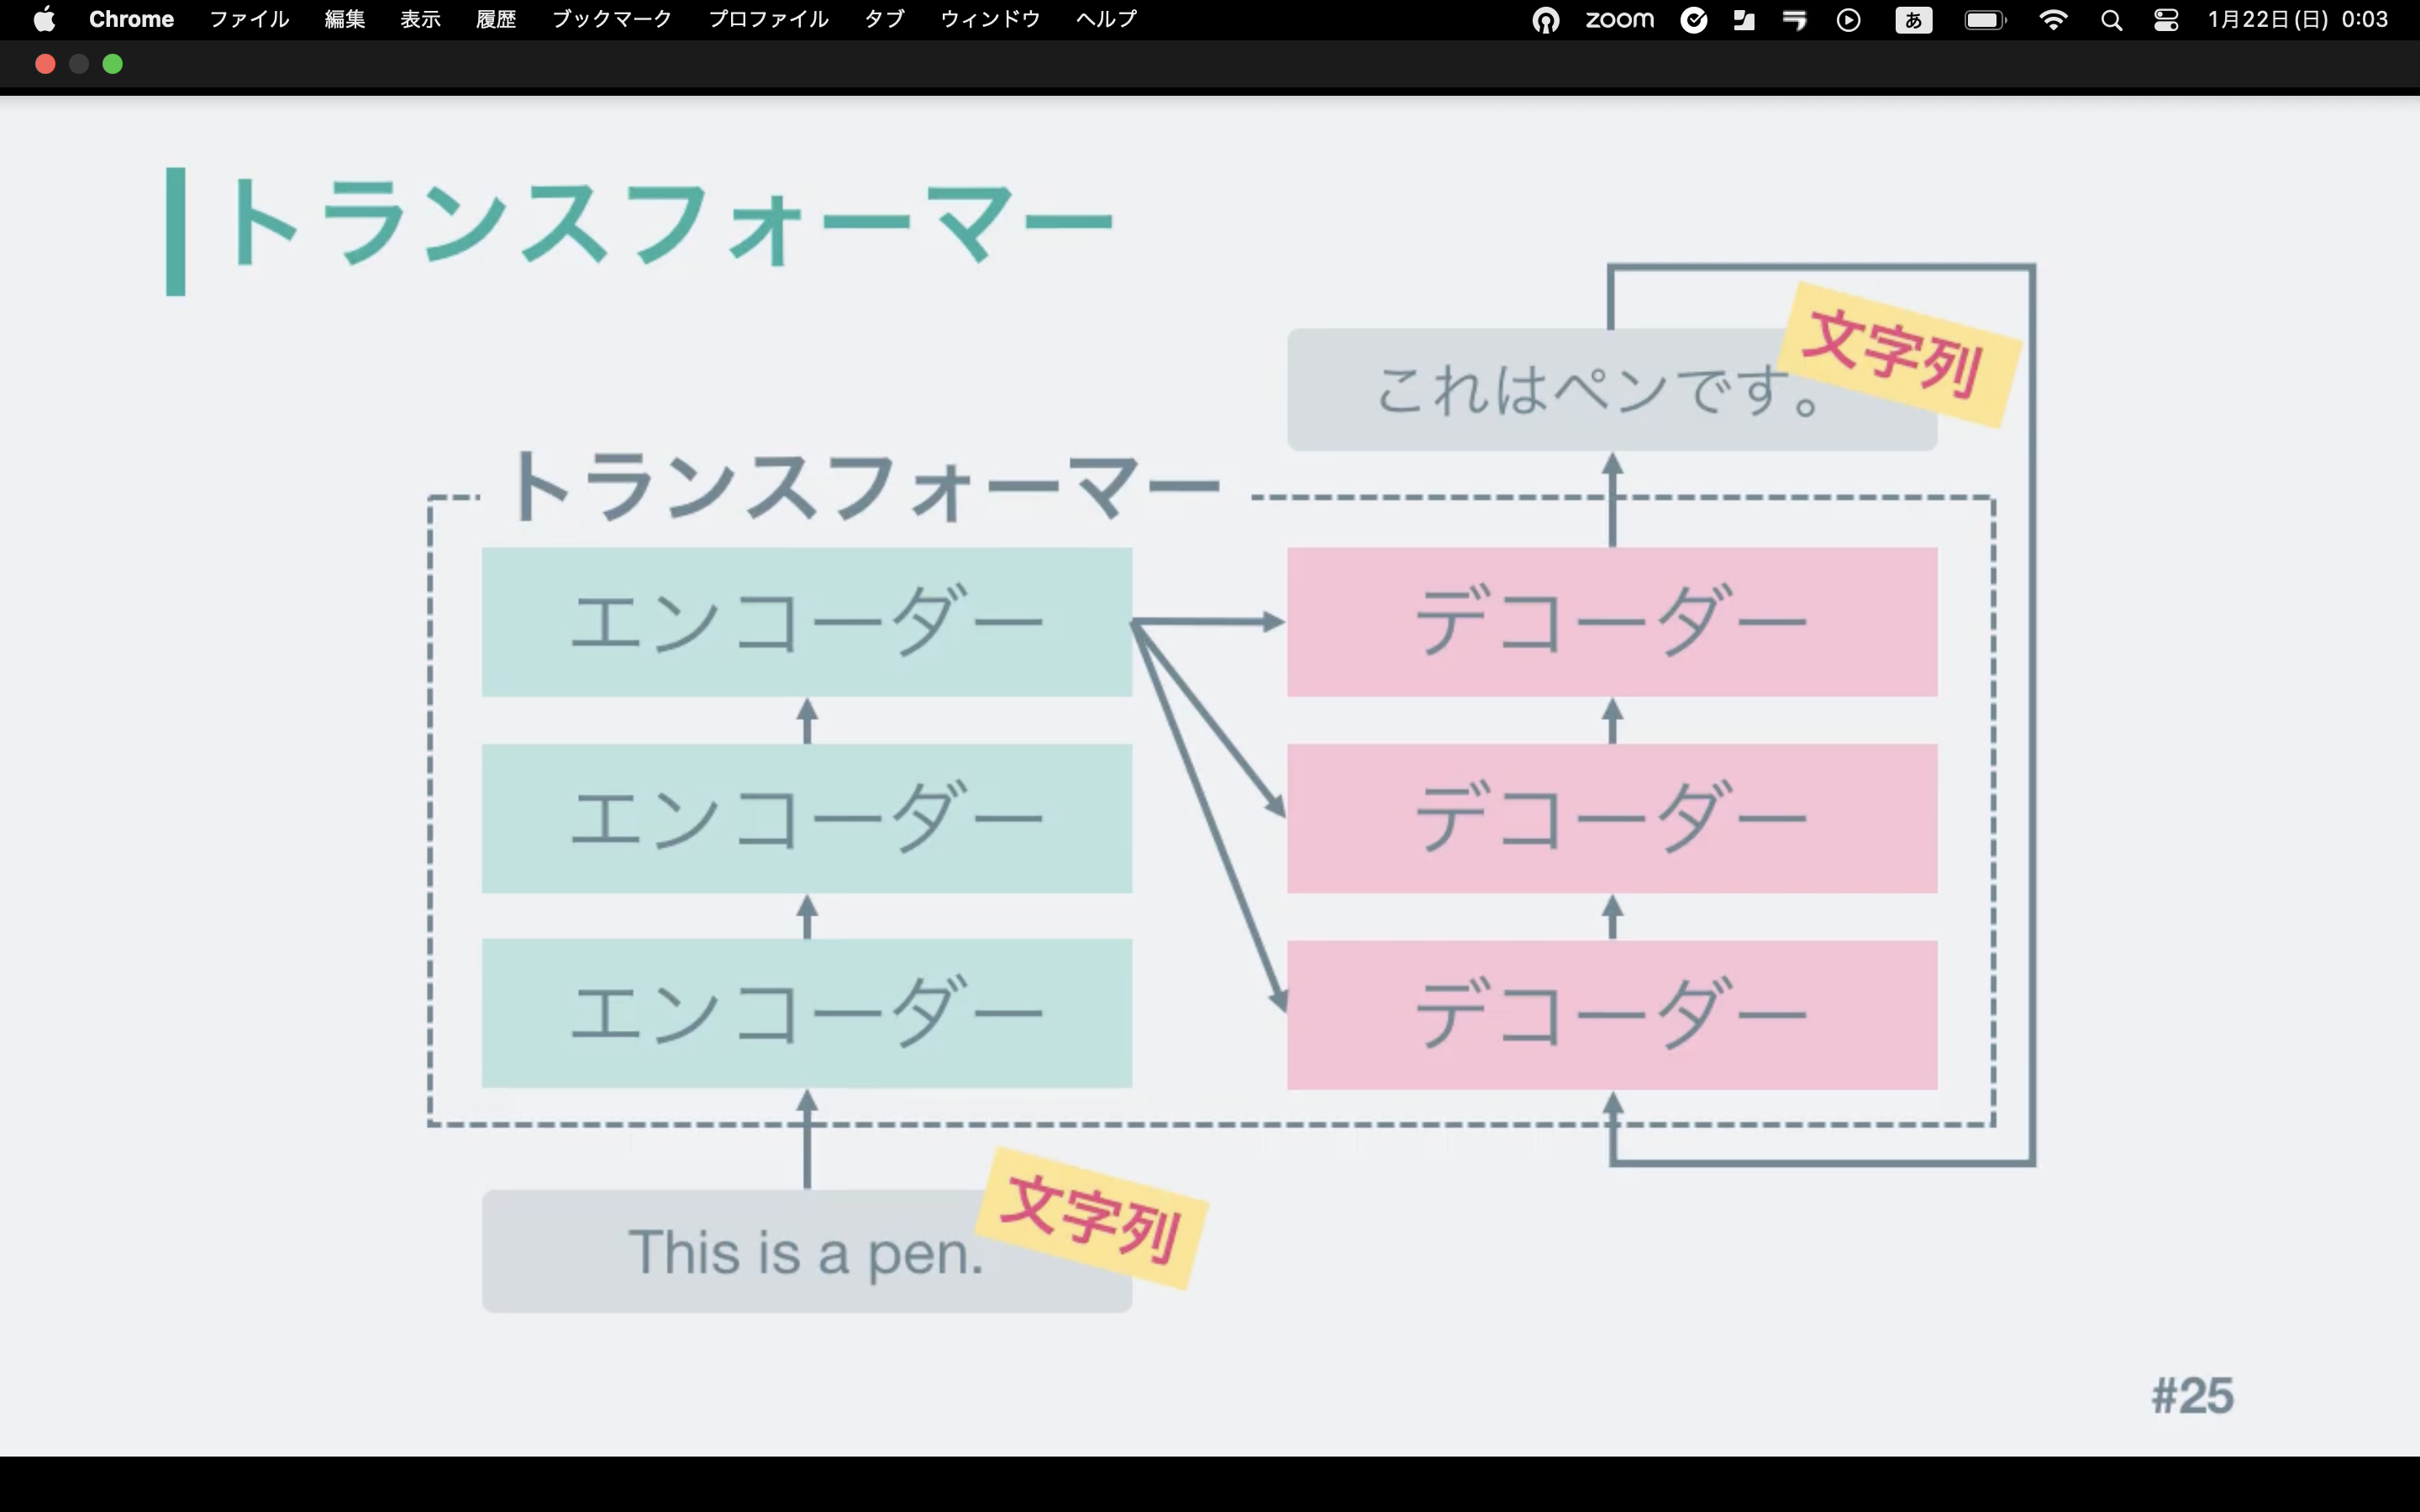 Chrome ファイル 編集 表示 履歴 ブックマーク プロファイル タブ ウィンドウ ヘルプ zoom あ 1月22日(日) 0:03
トランスフォーマー
文字列
これはペンです。
トランスフォーマー
エンコーダー デコーダー
エンコーダー デコーダー
エンコーダー デコーダー
文字列
This is a pen.
#25